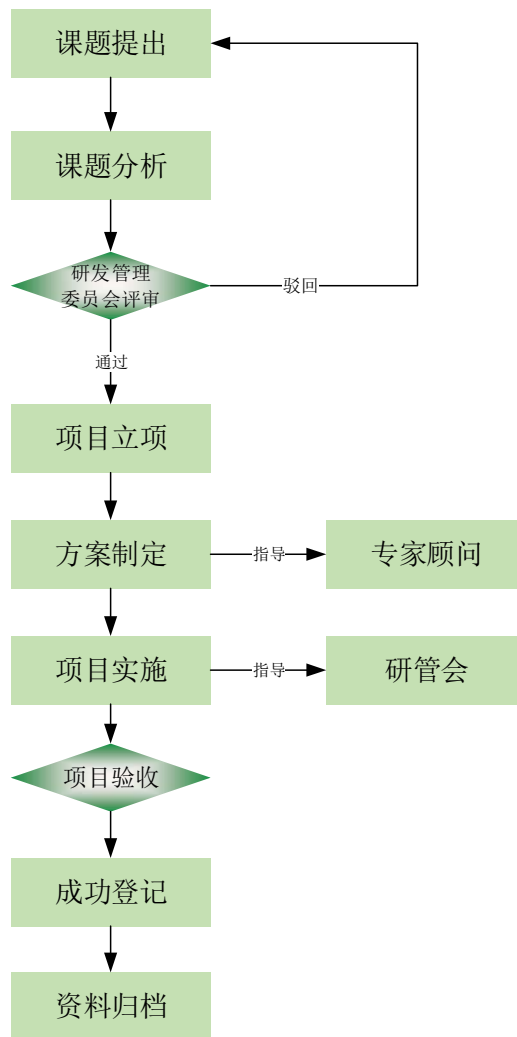 课题提出
课题分析
研发管理
委员会评审
驳回
通过
项目立项
方案制定
指导
专家顾问
项目实施
指导
研管会
项目验收
成功登记
资料归档